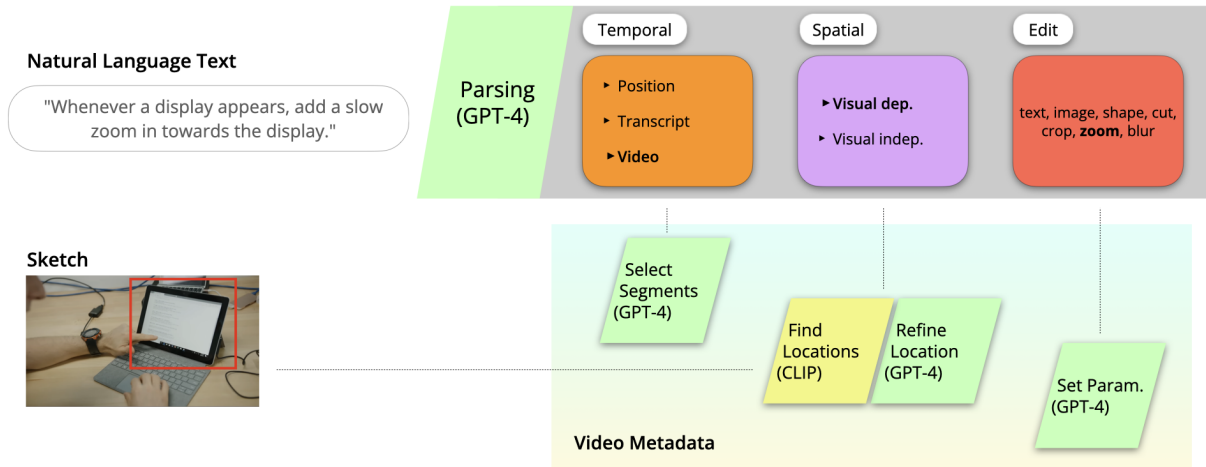 Natural Language Text
"Whenever a display appears, add a slow
zoom in towards the display."
Parsing
(GPT-4)
Temporal
▸ Position
▸ Transcript
▸ Video
Spatial
▸ Visual dep.
▸ Visual indep.
Edit
text, image, shape, cut,
crop, zoom, blur
Sketch
Select
Segments
(GPT-4)
Find
Locations
(CLIP)
Refine
Location
(GPT-4)
Set Param.
(GPT-4)
Video Metadata